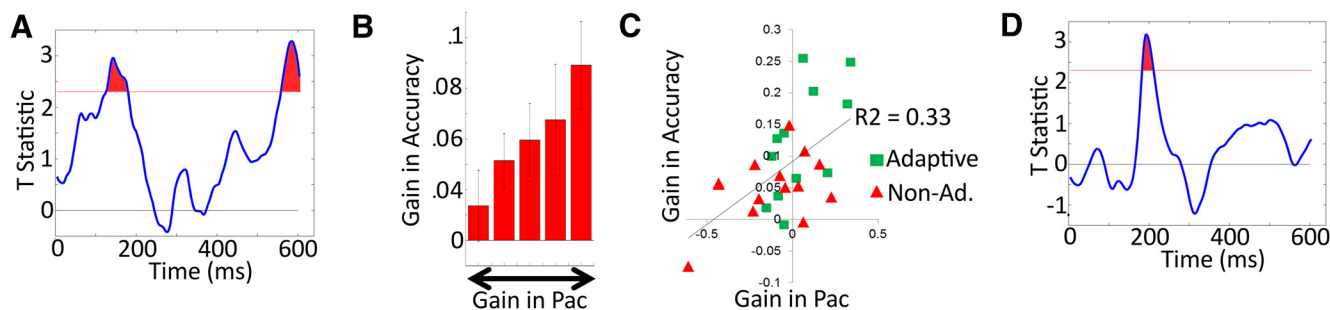 A
T Statistic
3
2
1
0
0
200
400
600
Time (ms)
B
Gain in Accuracy
.1
.08
.06
.04
0
Gain in Pac
C
Gain in Accuracy
0.3
0.25
0.2
0.15
0.1
0.05
0
-0.05
-0.1
-0.5
0
0.5
R2 = 0.33
Adaptive
Non-Ad.
Gain in Pac
D
T Statistic
3
2
1
0
-1
0
200
400
600
Time (ms)